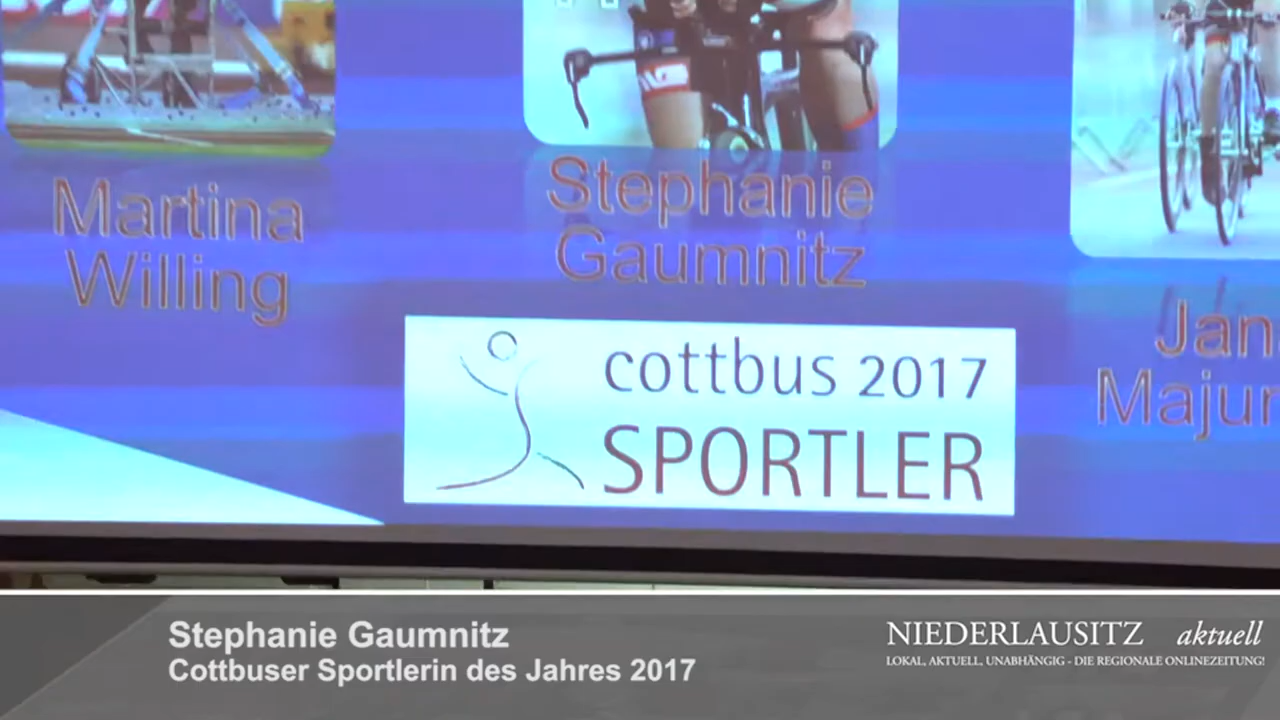 Martina
Willing
Stephanie
Gaumnitz
cottbus 2017
SPORTLER
Stephanie Gaumnitz
Cottbuser Sportlerin des Jahres 2017
NIEDERLAUSITZ aktuell
LOKAL, AKTUELL, UNABHÄNGIG - DIE REGIONALE ONLINEZEITUNG!